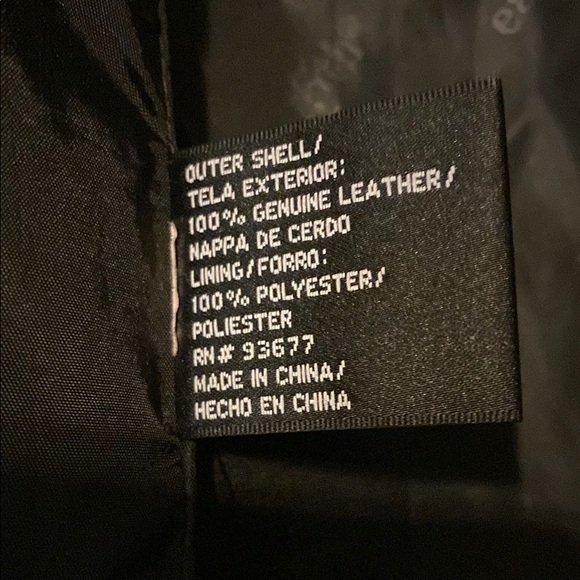 OUTER SHELL/
TELA EXTERIOR:
100% GENUINE LEATHER/
NAPPA DE CERDO
LINING/FORRO:
100% POLYESTER/
POLIESTER
RN# 93677
MADE IN CHINA/
HECHO EN CHINA